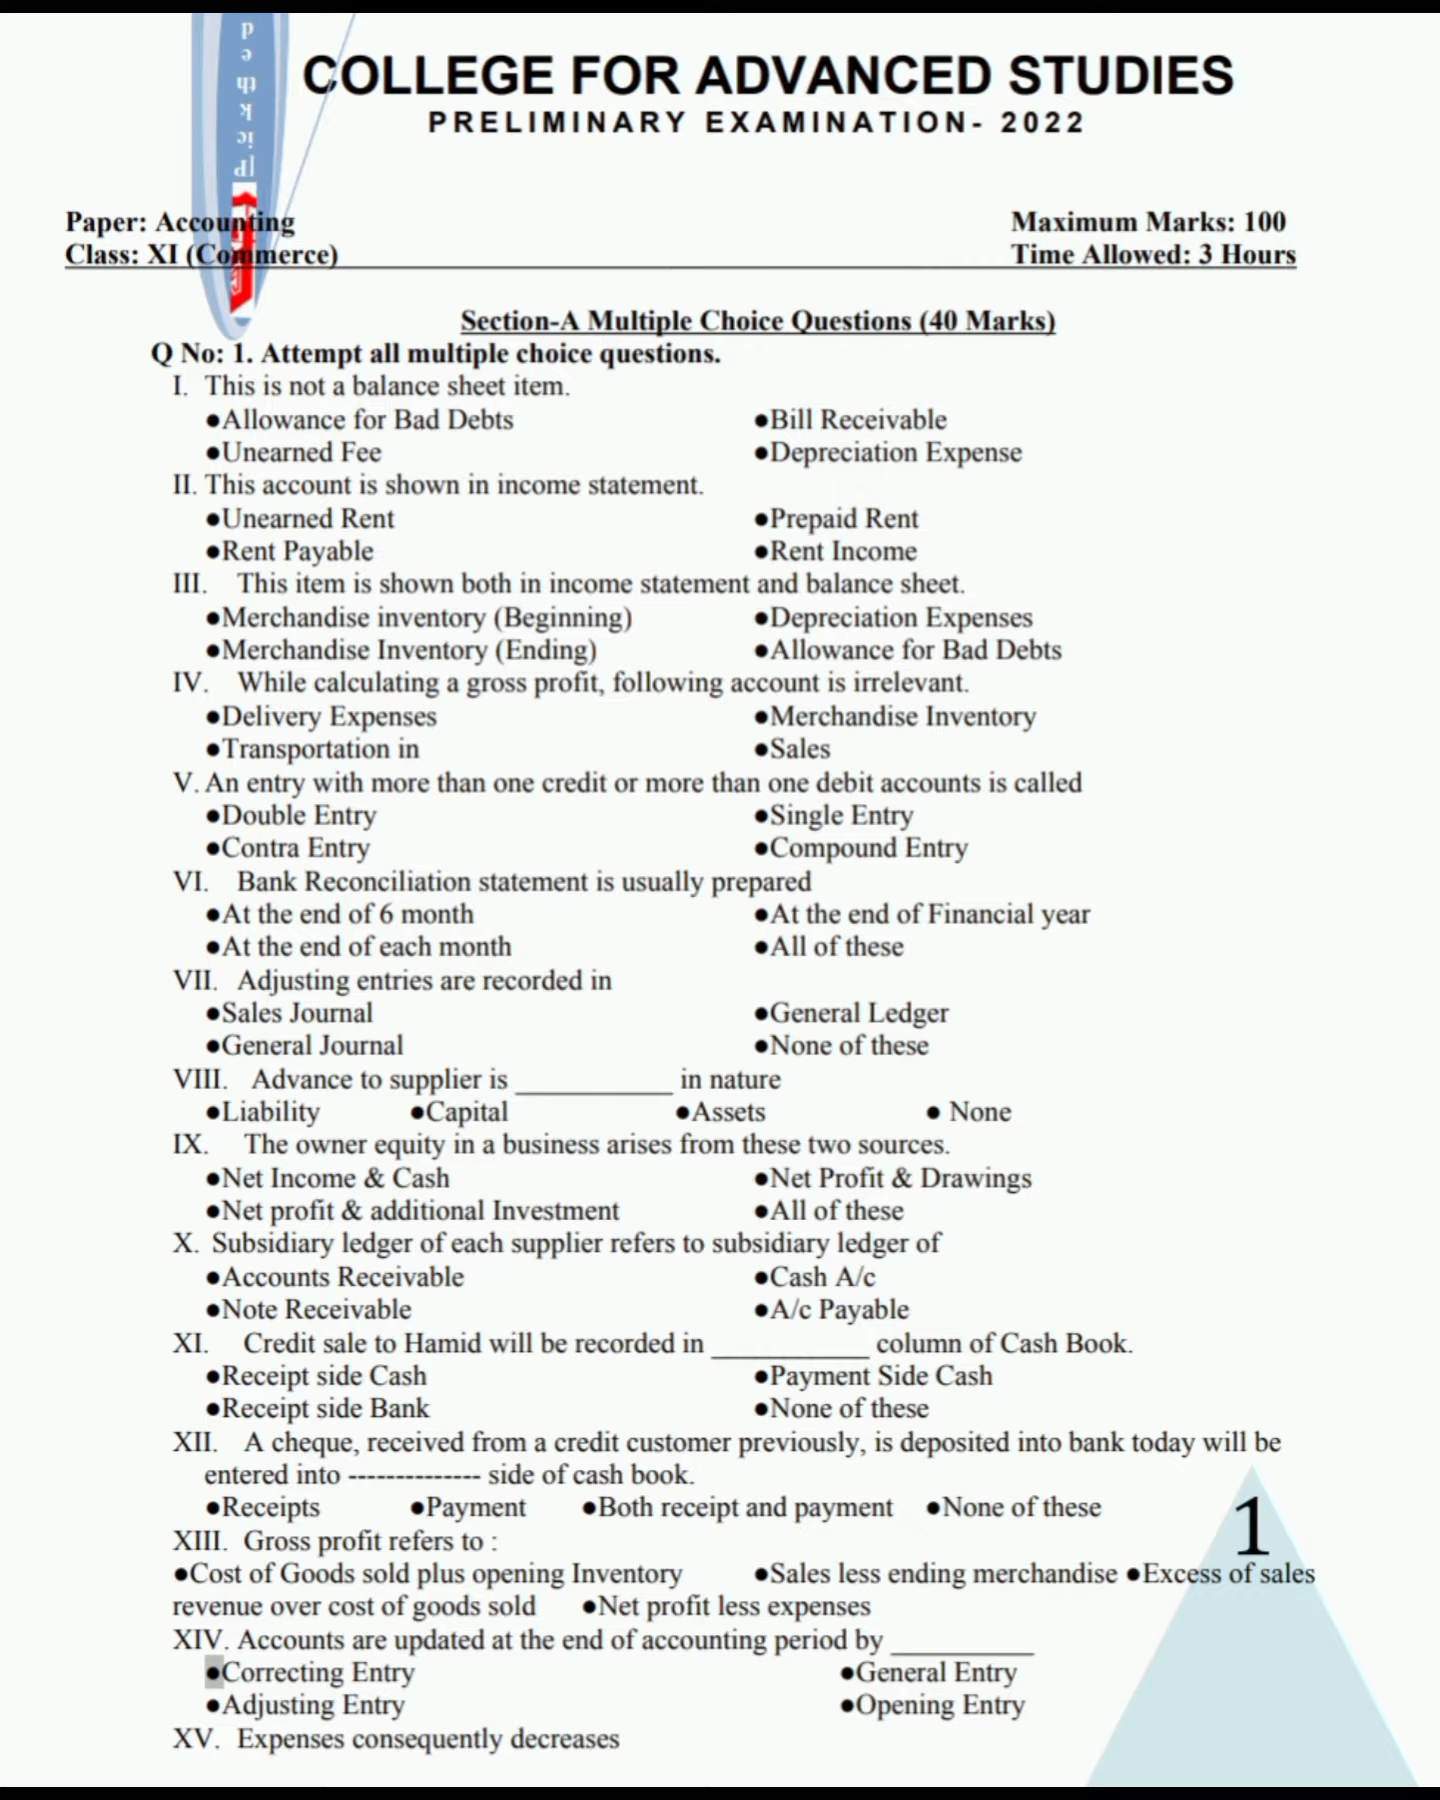 COLLEGE FOR ADVANCED STUDIES
PRELIMINARY EXAMINATION- 2022
Paper: Accounting Maximum Marks: 100
Class: XI (Commerce) Time Allowed: 3 Hours
Section-A Multiple Choice Questions (40 Marks)
Q No: 1. Attempt all multiple choice questions.
I. This is not a balance sheet item.
●Allowance for Bad Debts ●Bill Receivable
●Unearned Fee ●Depreciation Expense
II. This account is shown in income statement.
●Unearned Rent ●Prepaid Rent
●Rent Payable ●Rent Income
III. This item is shown both in income statement and balance sheet.
●Merchandise inventory (Beginning) ●Depreciation Expenses
●Merchandise Inventory (Ending) ●Allowance for Bad Debts
IV. While calculating a gross profit, following account is irrelevant.
●Delivery Expenses ●Merchandise Inventory
●Transportation in ●Sales
V. An entry with more than one credit or more than one debit accounts is called
●Double Entry ●Single Entry
●Contra Entry ●Compound Entry
VI. Bank Reconciliation statement is usually prepared
●At the end of 6 month ●At the end of Financial year
●At the end of each month ●All of these
VII. Adjusting entries are recorded in
●Sales Journal ●General Ledger
●General Journal ●None of these
VIII. Advance to supplier is ___________ in nature
●Liability ●Capital ●Assets ● None
IX. The owner equity in a business arises from these two sources.
●Net Income & Cash ●Net Profit & Drawings
●Net profit & additional Investment ●All of these
X. Subsidiary ledger of each supplier refers to subsidiary ledger of
●Accounts Receivable ●Cash A/c
●Note Receivable ●A/c Payable
XI. Credit sale to Hamid will be recorded in ___________ column of Cash Book.
●Receipt side Cash ●Payment Side Cash
●Receipt side Bank ●None of these
XII. A cheque, received from a credit customer previously, is deposited into bank today will be
entered into -------------- side of cash book.
●Receipts ●Payment ●Both receipt and payment ●None of these
XIII. Gross profit refers to :
●Cost of Goods sold plus opening Inventory ●Sales less ending merchandise ●Excess of sales
revenue over cost of goods sold ●Net profit less expenses
XIV. Accounts are updated at the end of accounting period by __________
●Correcting Entry ●General Entry
●Adjusting Entry ●Opening Entry
XV. Expenses consequently decreases
1